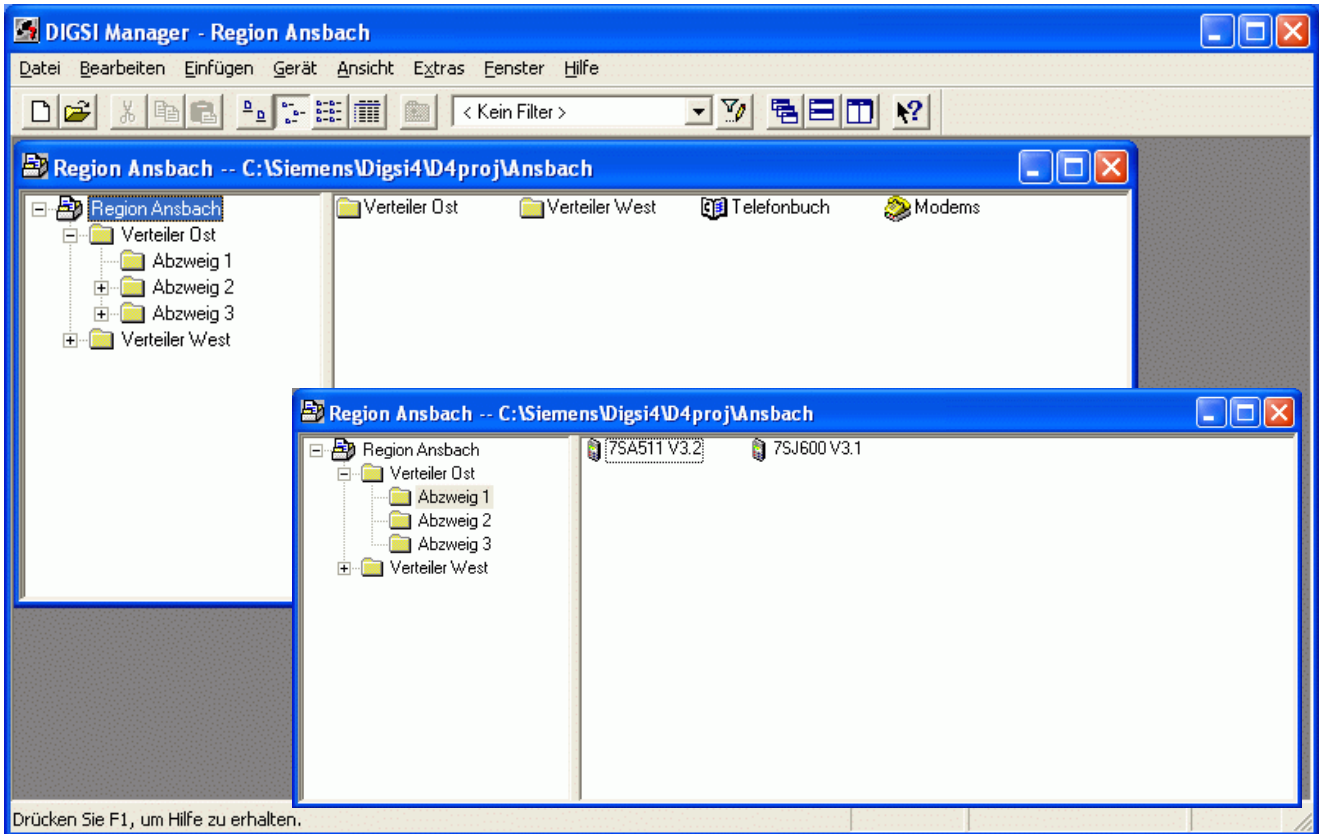 DIGSI Manager - Region Ansbach
Datei Bearbeiten Einfügen Gerät Ansicht Extras Fenster Hilfe
< Kein Filter >
Region Ansbach -- C:\Siemens\Digsi4\D4proj\Ansbach
Region Ansbach
Verteiler Ost
Abzweig 1
Abzweig 2
Abzweig 3
Verteiler West
Verteiler Ost Verteiler West Telefonbuch Modems
Region Ansbach -- C:\Siemens\Digsi4\D4proj\Ansbach
Region Ansbach
Verteiler Ost
Abzweig 1
Abzweig 2
Abzweig 3
Verteiler West
7SA511 V3.2 7SJ600 V3.1
Drücken Sie F1, um Hilfe zu erhalten.